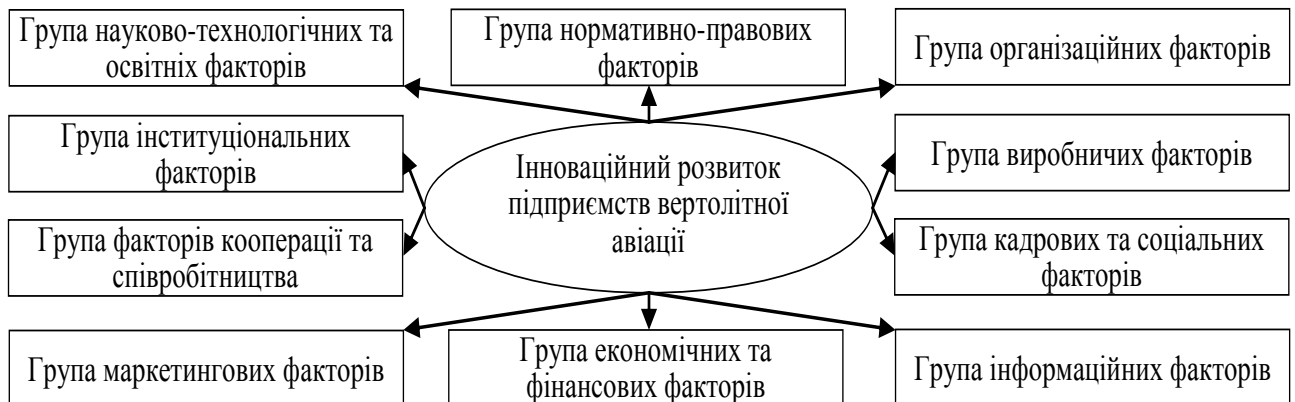 Група науково-технологічних та
освітніх факторів
Група нормативно-правових
факторів
Група організаційних факторів
Група інституціональних
факторів
Інноваційний розвиток
підприємств вертолітної
авіації
Група виробничих факторів
Група факторів кооперації та
співробітництва
Група кадрових та соціальних
факторів
Група маркетингових факторів
Група економічних та
фінансових факторів
Група інформаційних факторів